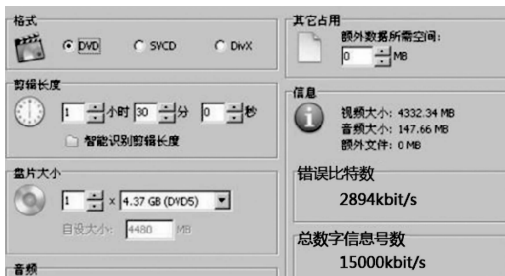 格式
DVD SVCD DivX
剪辑长度
1 小时 30 分 0 秒
智能识别剪辑长度
盘片大小
1 × 4.37 GB (DVD5)
自设大小: 4480 MB
音频
其它占用
额外数据所需空间:
0 MB
信息
视频大小: 4332.34 MB
音频大小: 147.66 MB
额外文件: 0 MB
错误比特数
2894kbit/s
总数字信息号数
15000kbit/s